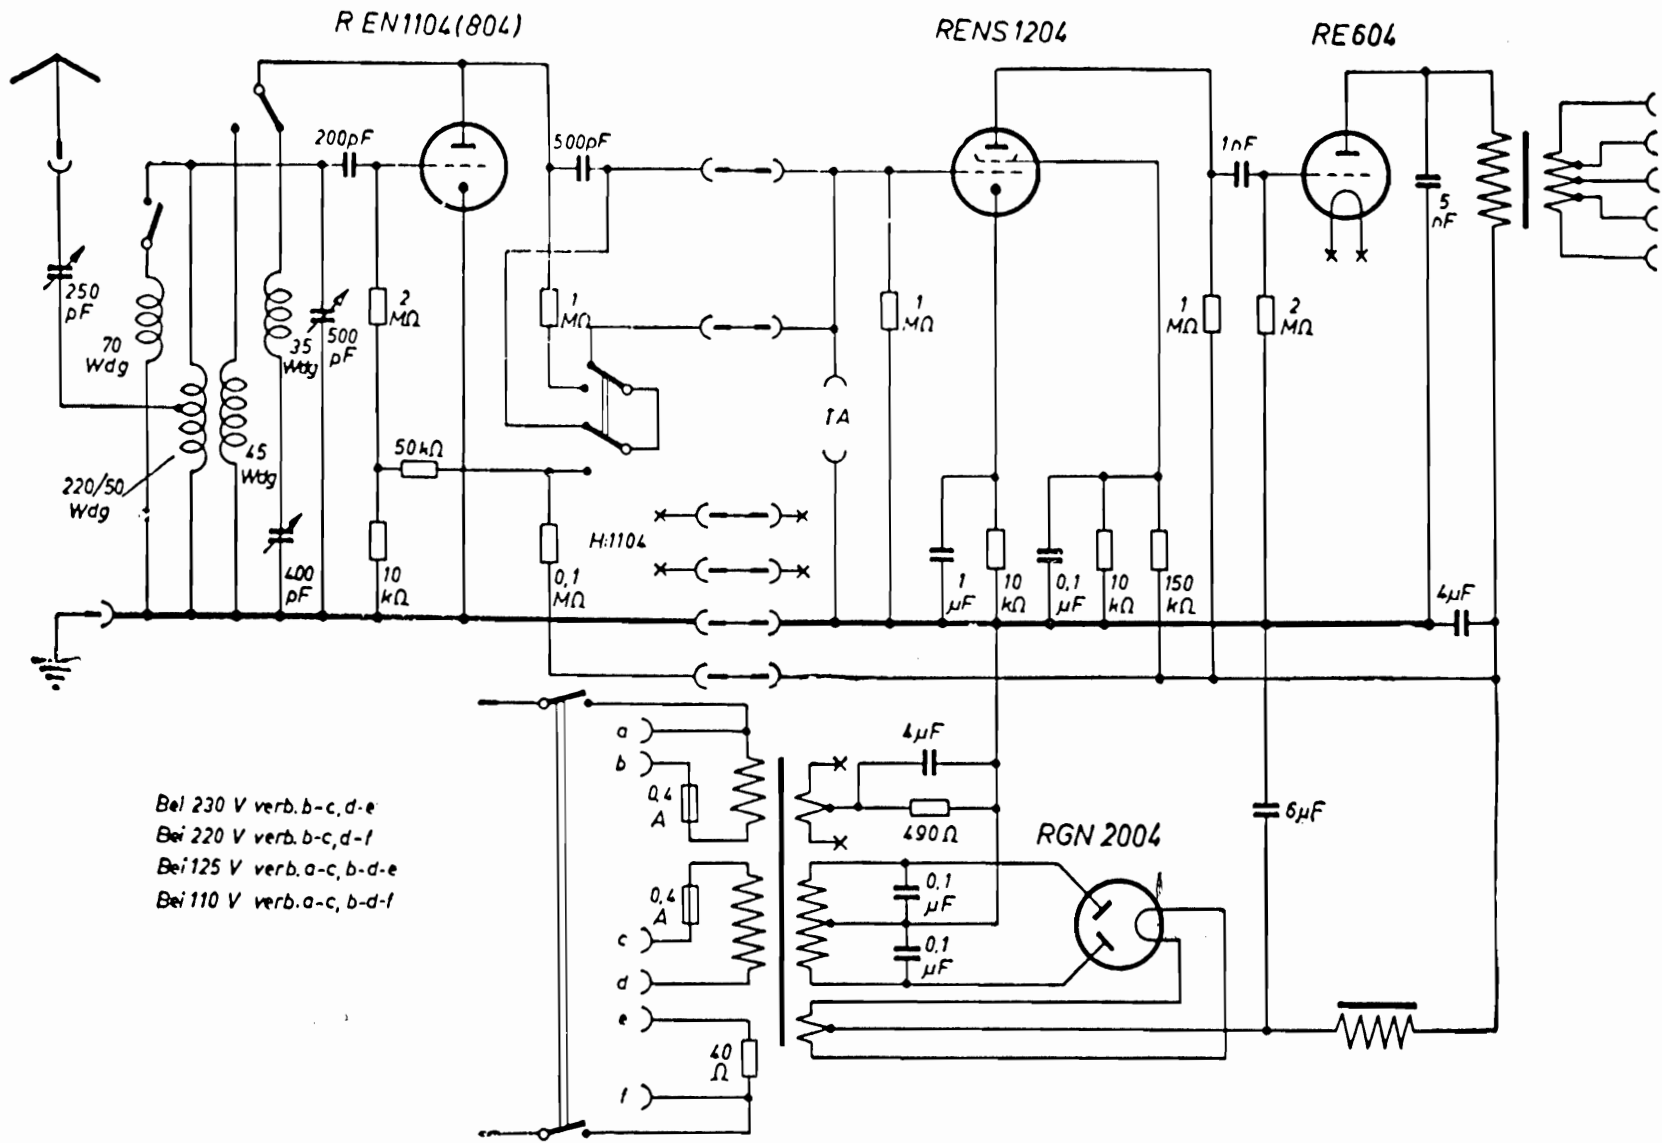 R EN1104(804)
RENS1204
RE604
200pF
500pF
1nF
5
nF
250
pF
70
Wdg
35
Wdg
500
pF
2
MΩ
1
MΩ
1
MΩ
1
MΩ
2
MΩ
1A
50kΩ
45
Wdg
220/50
Wdg
H:1104
400
pF
10
kΩ
0,1
MΩ
1
µF
10
kΩ
0,1
µF
10
kΩ
150
kΩ
4µF
a
b
0,4
A
4µF
490Ω
RGN 2004
6µF
Bei 230 V verb. b-c, d-e
Bei 220 V verb. b-c, d-f
Bei 125 V verb. a-c, b-d-e
Bei 110 V verb. a-c, b-d-f
0,4
A
0,1
µF
c
0,1
µF
d
e
40
Ω
f